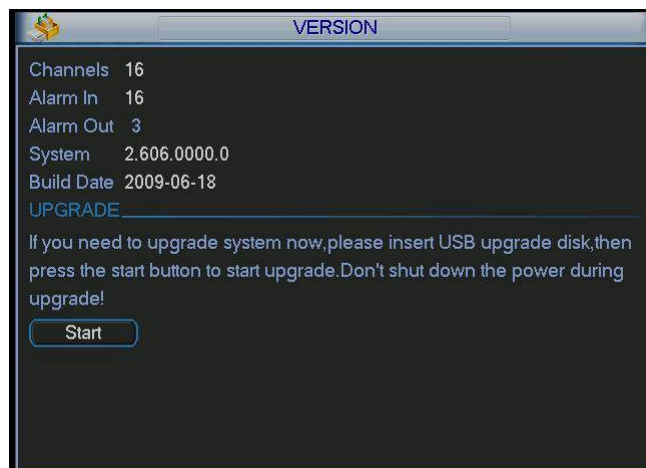 VERSION
Channels 16
Alarm In 16
Alarm Out 3
System 2.606.0000.0
Build Date 2009-06-18
UPGRADE
If you need to upgrade system now,please insert USB upgrade disk,then
press the start button to start upgrade.Don't shut down the power during
upgrade!
Start